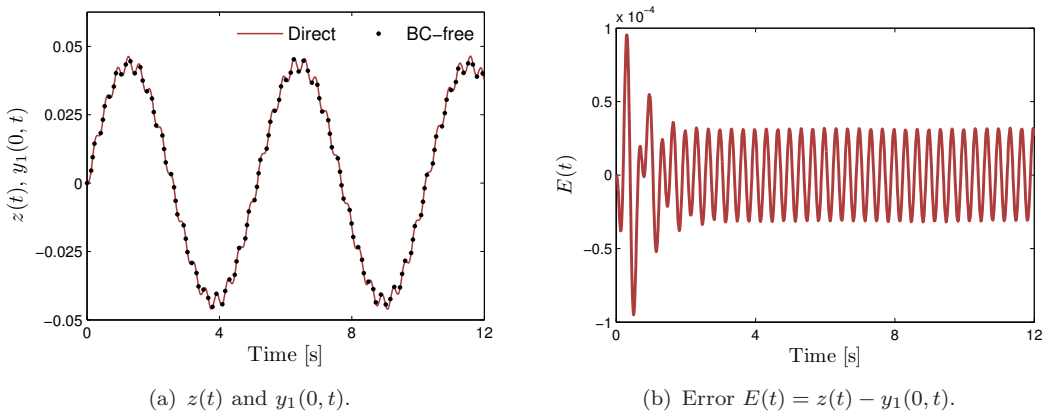 0.05
0.025
0
−0.025
−0.05
z(t), y₁(0, t)
Direct
BC−free
0
4
8
12
Time [s]
(a) z(t) and y₁(0, t).
x 10⁻⁴
1
0.5
0
−0.5
−1
E(t)
0
4
8
12
Time [s]
(b) Error E(t) = z(t) − y₁(0, t).